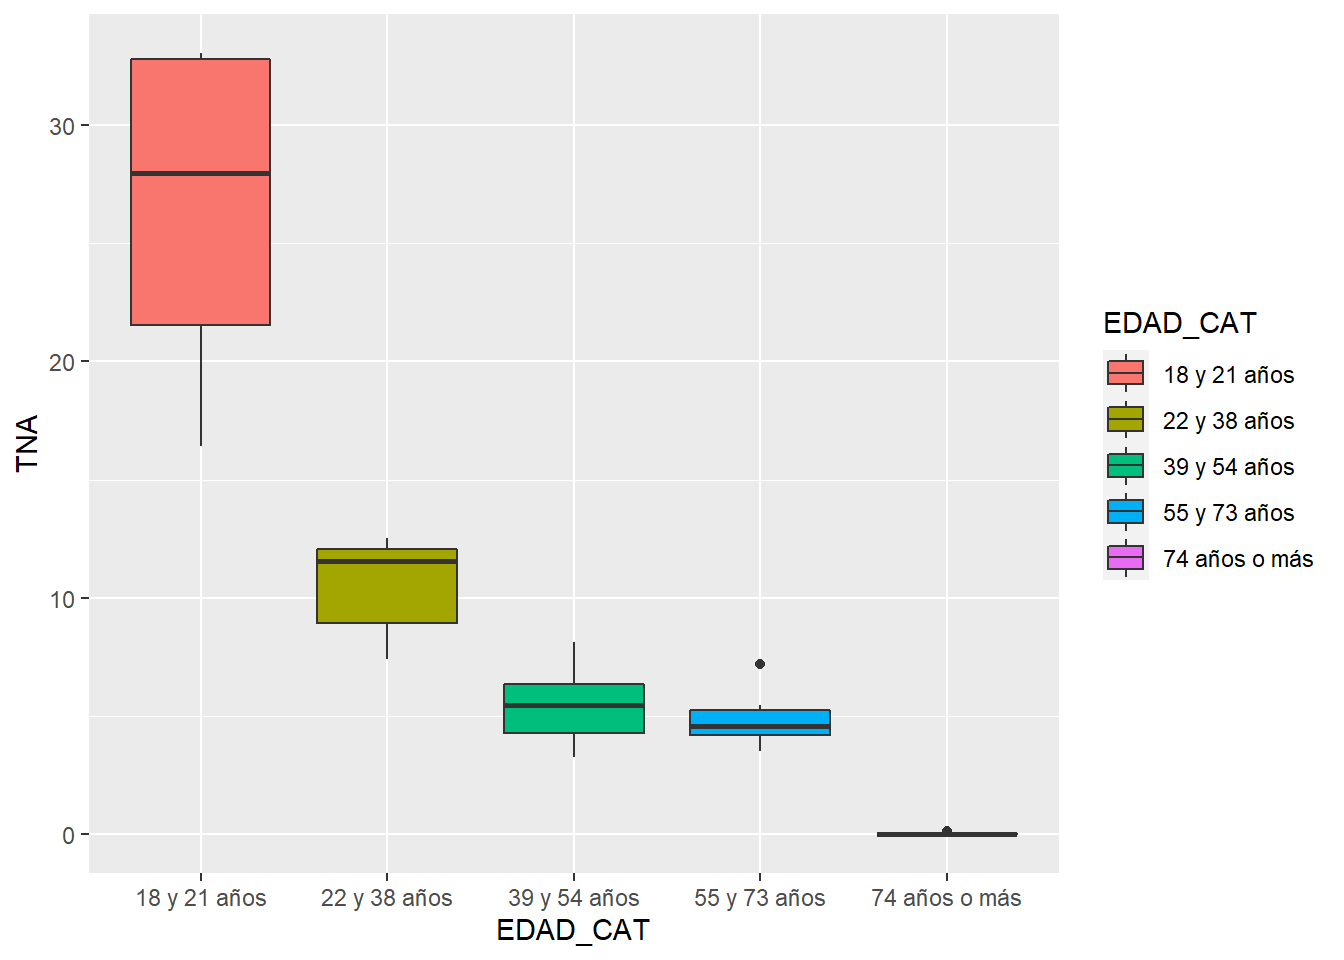 TNA
30
20
10
0
18 y 21 años
22 y 38 años
39 y 54 años
55 y 73 años
74 años o más
EDAD_CAT
EDAD_CAT
18 y 21 años
22 y 38 años
39 y 54 años
55 y 73 años
74 años o más